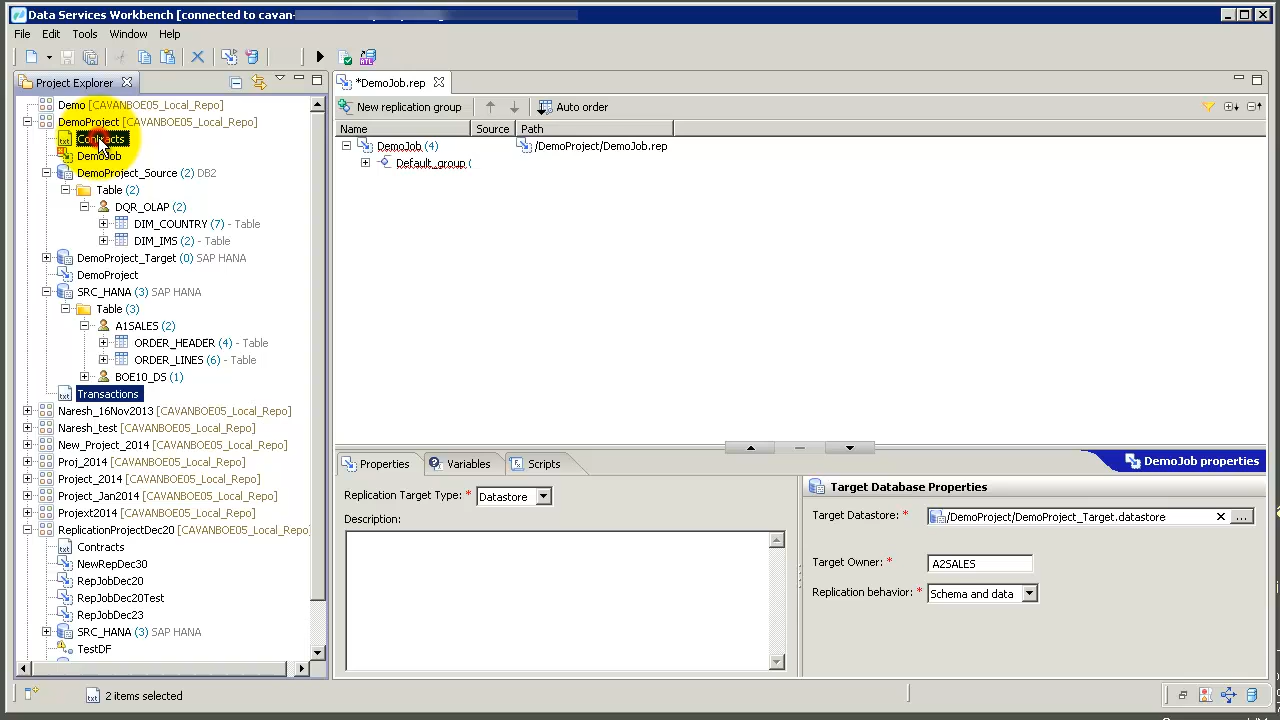 Data Services Workbench [connected to cavan-
File Edit Tools Window Help
Project Explorer
*DemoJob.rep
New replication group
Auto order
Name Source Path
DemoJob (4) /DemoProject/DemoJob.rep
Default_group (
Demo [CAVANBOE05_Local_Repo]
DemoProject [CAVANBOE05_Local_Repo]
txt Contracts
DemoJob
DemoProject_Source (2) DB2
Table (2)
DQR_OLAP (2)
DIM_COUNTRY (7) - Table
DIM_IMS (2) - Table
DemoProject_Target (0) SAP HANA
DemoProject
SRC_HANA (3) SAP HANA
Table (3)
A1SALES (2)
ORDER_HEADER (4) - Table
ORDER_LINES (6) - Table
BOE10_DS (1)
txt Transactions
Naresh_16Nov2013 [CAVANBOE05_Local_Repo]
Naresh_test [CAVANBOE05_Local_Repo]
New_Project_2014 [CAVANBOE05_Local_Repo]
Proj_2014 [CAVANBOE05_Local_Repo]
Project_2014 [CAVANBOE05_Local_Repo]
Project_Jan2014 [CAVANBOE05_Local_Repo]
Projext2014 [CAVANBOE05_Local_Repo]
ReplicationProjectDec20 [CAVANBOE05_Local_Repo]
txt Contracts
NewRepDec30
RepJobDec20
RepJobDec20Test
RepJobDec23
SRC_HANA (3) SAP HANA
TestDF
Properties Variables Scripts
DemoJob properties
Replication Target Type: * Datastore
Description:
Target Database Properties
Target Datastore: * /DemoProject/DemoProject_Target.datastore ...
Target Owner: * A2SALES
Replication behavior: * Schema and data
txt 2 items selected